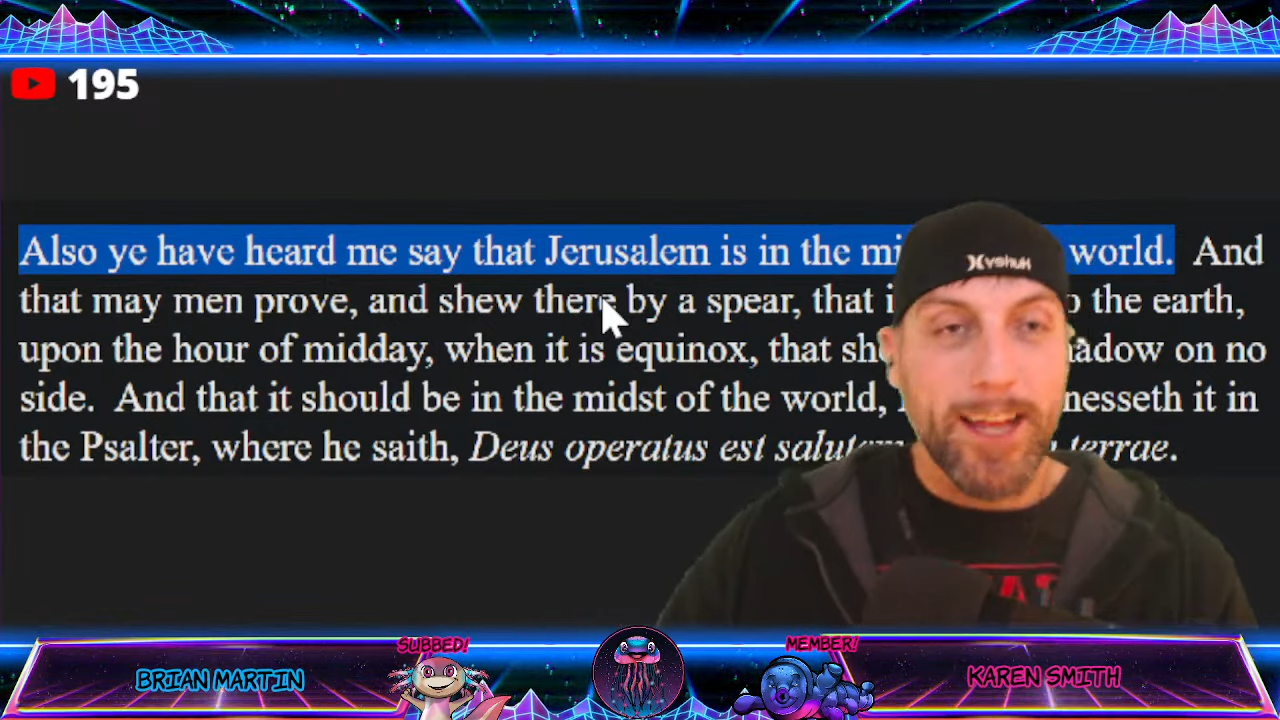 195
Also ye have heard me say that Jerusalem is in the mi world. And
that may men prove, and shew there by a spear, that i o the earth,
upon the hour of midday, when it is equinox, that sh adow on no
side. And that it should be in the midst of the world, nesseth it in
the Psalter, where he saith, Deus operatus est salutem terrae.
SUBBED!
MEMBER!
BRIAN MARTIN
KAREN SMITH